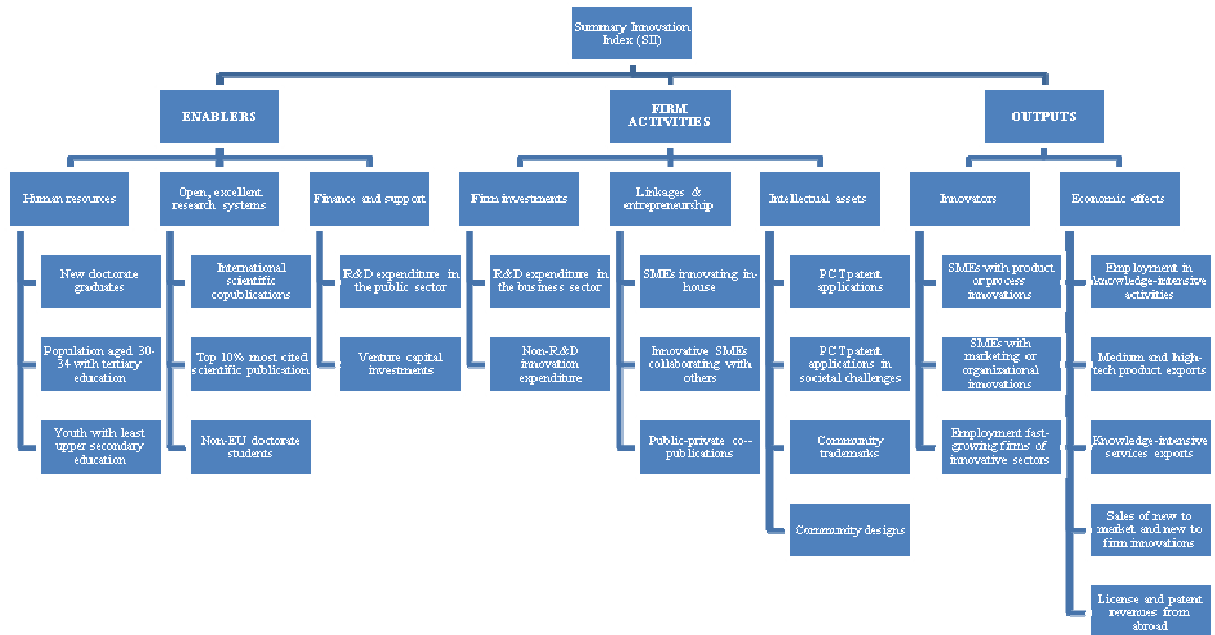 Summary Innovation
Index (SII)
ENABLERS
FIRM
ACTIVITIES
OUTPUTS
Human resources
Open, excellent
research systems
Finance and support
Firm investments
Linkages &
entrepreneurship
Intellectual assets
Innovators
Economic effects
New doctorate
graduates
Population aged 30-
34 with tertiary
education
Youth with least
upper secondary
education
International
scientific
copublications
Top 10% most cited
scientific publication
Non-EU doctorate
students
R&D expenditure in
the public sector
Venture capital
investments
R&D expenditure in
the business sector
Non-R&D
innovation
expenditure
SMEs innovating in-
house
Innovative SMEs
collaborating with
others
Public-private co--
publications
PCT patent
applications
PCT patent
applications in
societal challenges
Community
trademarks
Community designs
SMEs with product
or process
innovations
SMEs with
marketing or
organizational
innovations
Employment fast-
growing firms of
innovative sectors
Employment in
knowledge-intensive
activities
Medium and high-
tech product exports
Knowledge-intensive
services exports
Sales of new to
market and new to
firm innovations
License and patent
revenues from
abroad